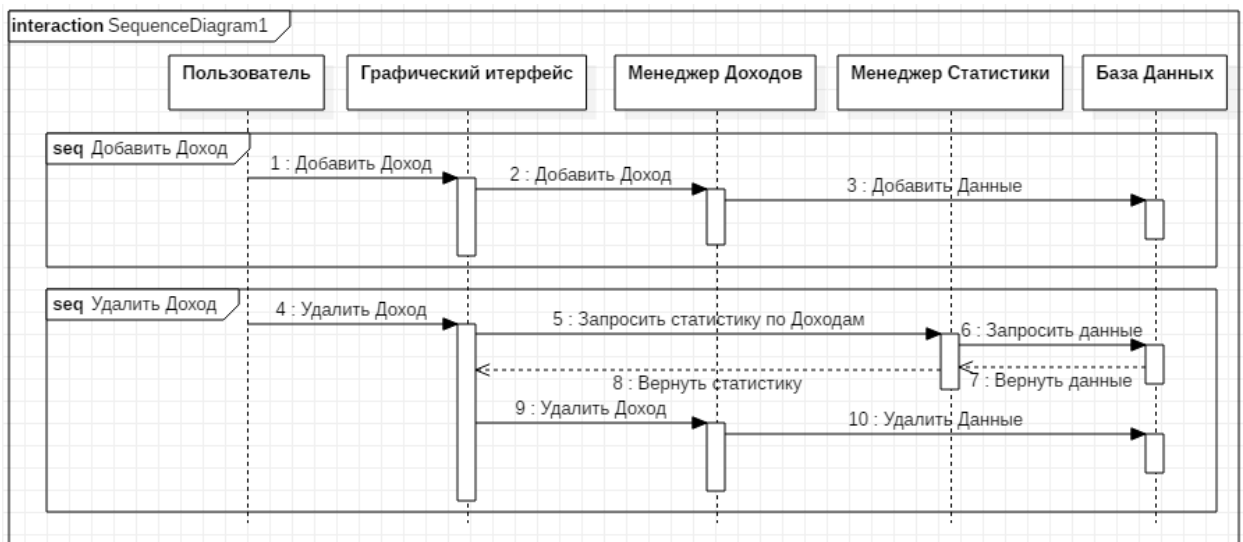 interaction SequenceDiagram1
Пользователь
Графический итерфейс
Менеджер Доходов
Менеджер Статистики
База Данных
seq Добавить Доход
1 : Добавить Доход
2 : Добавить Доход
3 : Добавить Данные
seq Удалить Доход
4 : Удалить Доход
5 : Запросить статистику по Доходам
6 : Запросить данные
7 : Вернуть данные
8 : Вернуть статистику
9 : Удалить Доход
10 : Удалить Данные